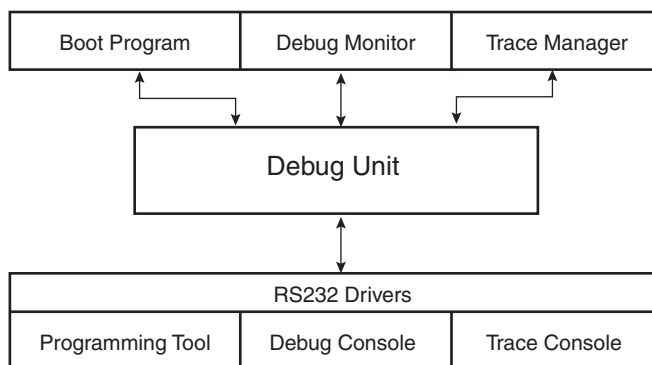 Boot Program Debug Monitor Trace Manager
Debug Unit
RS232 Drivers
Programming Tool Debug Console Trace Console